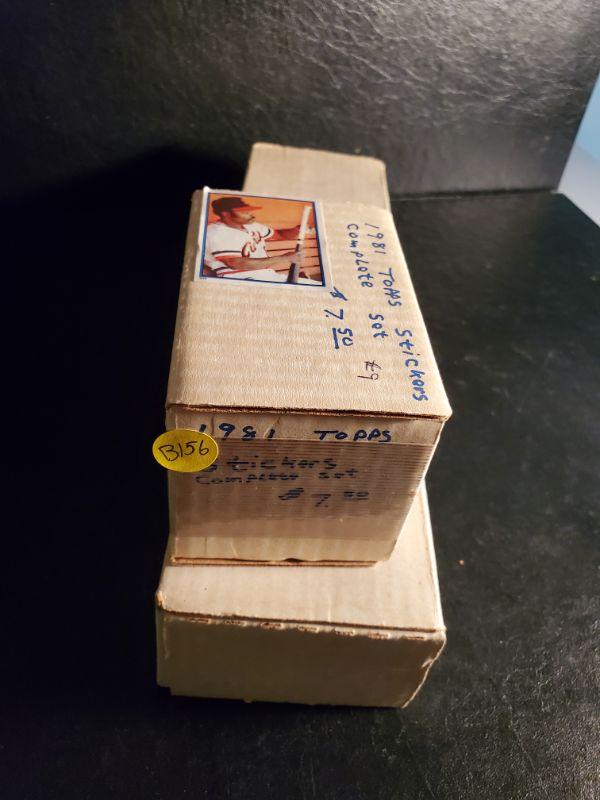 1981 Topps Stickers
Complete set
$ 7.50
£9
1981 TOPPS
B156
Stickers
Complete set
$ 7.50